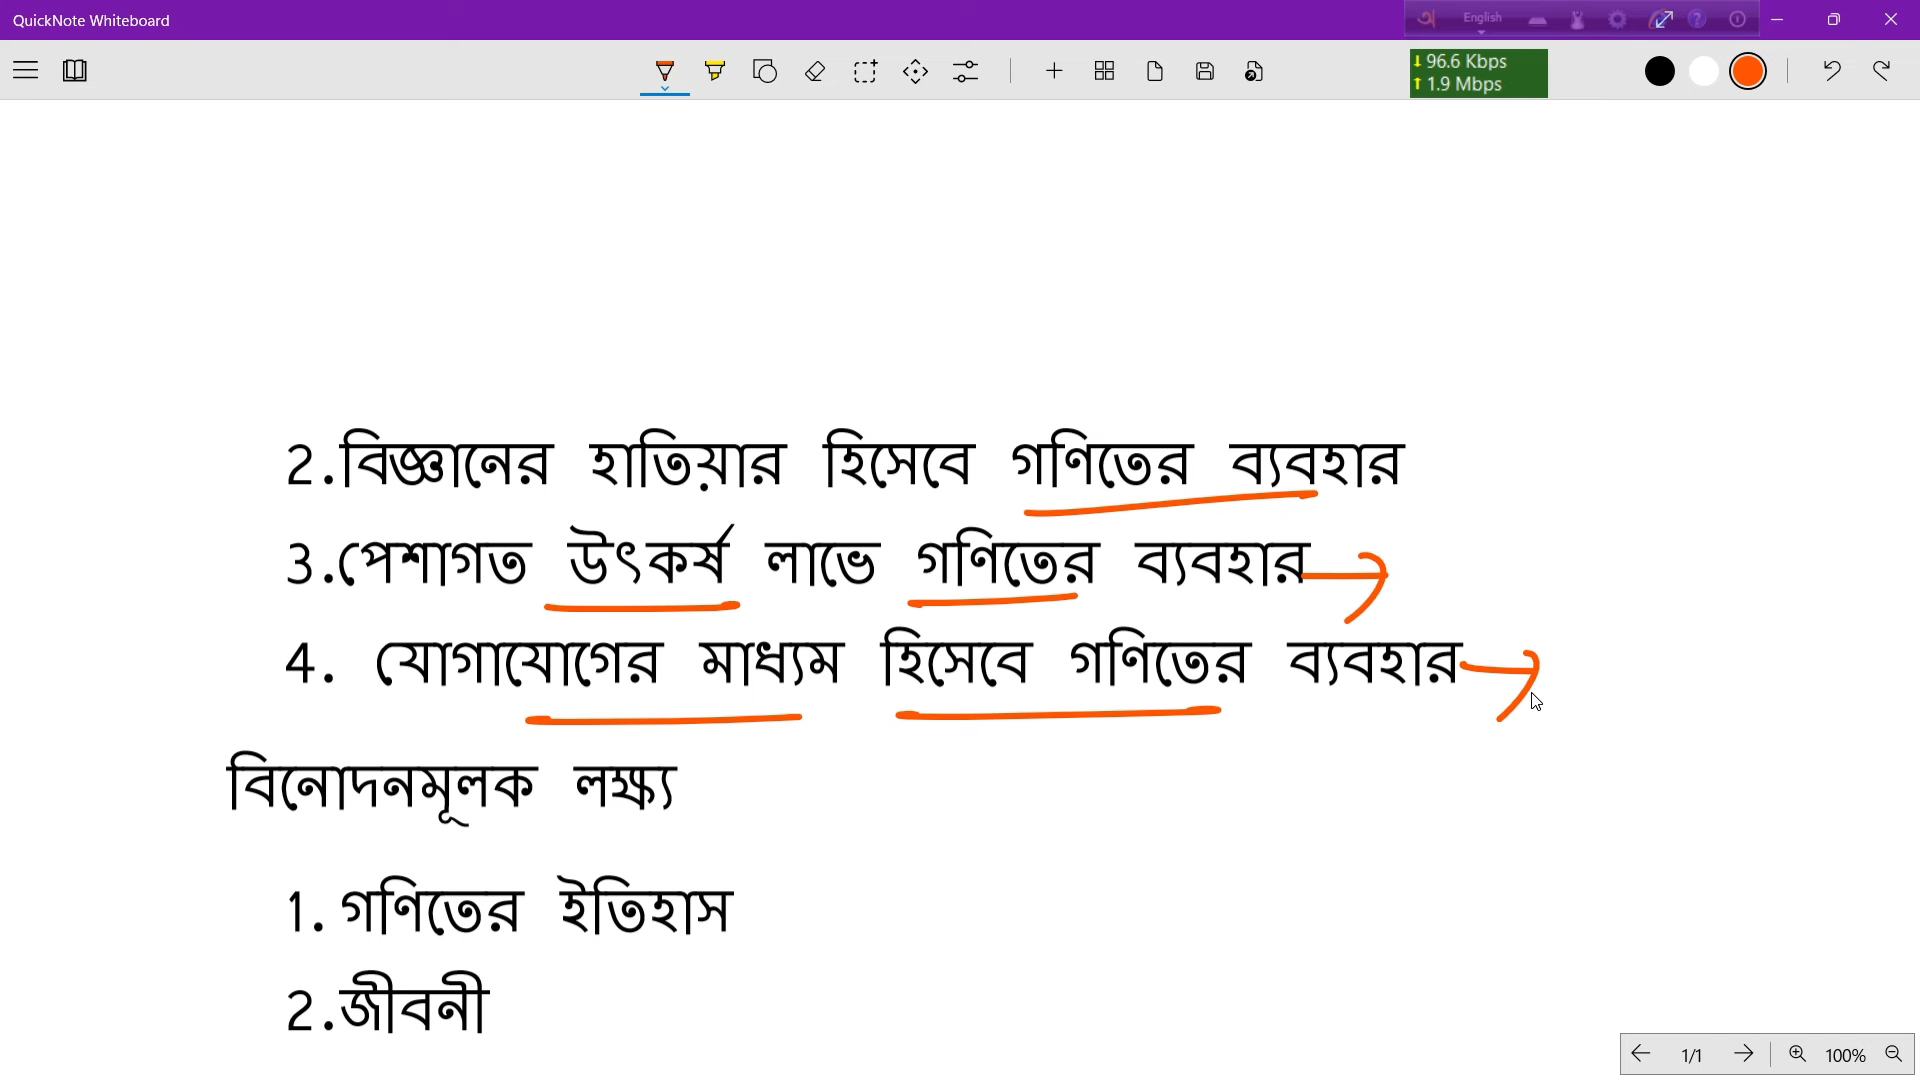 QuickNote Whiteboard
English
96.6 Kbps
1.9 Mbps
2.বিজ্ঞানের হাতিয়ার হিসেবে গণিতের ব্যবহার
3.পেশাগত উৎকর্ষ লাভে গণিতের ব্যবহার
4. যোগাযোগের মাধ্যম হিসেবে গণিতের ব্যবহার
বিনোদনমূলক লক্ষ্য
1. গণিতের ইতিহাস
2.জীবনী
1/1 100%